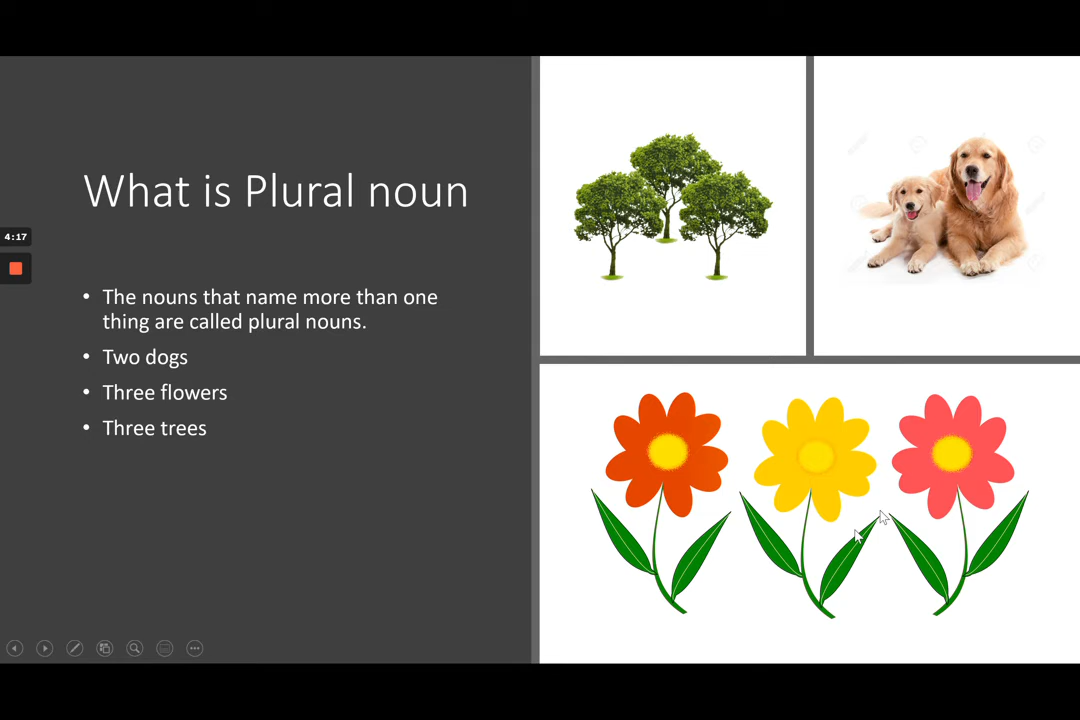 What is Plural noun
4:17
• The nouns that name more than one
thing are called plural nouns.
• Two dogs
• Three flowers
• Three trees